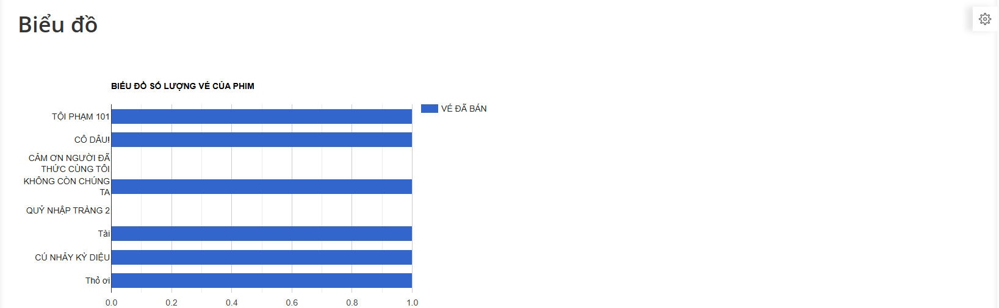 Biểu đồ
BIỂU ĐỒ SỐ LƯỢNG VÉ CỦA PHIM
VÉ ĐÃ BÁN
TỘI PHẠM 101
CÔ DÂU!
CẢM ƠN NGƯỜI ĐÃ
THỨC CÙNG TÔI
KHÔNG CÒN CHÚNG
TA
QUỶ NHẬP TRÀNG 2
Tài
CÚ NHẢY KỲ DIỆU
Thỏ ơi
0.0 0.2 0.4 0.6 0.8 1.0